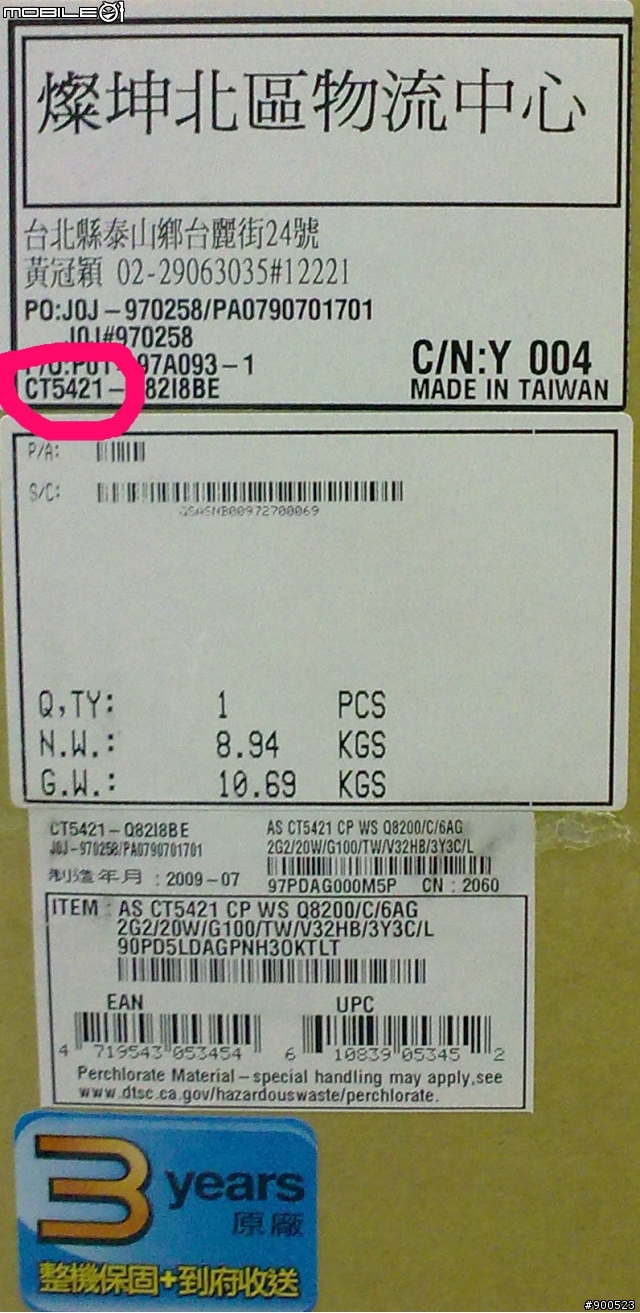 MOBILE01
燦坤北區物流中心
台北縣泰山鄉台麗街24號
黃冠穎 02-29063035#12221
PO:J0J-970258/PA0790701701
J0J#970258
97A093-1
C/N:Y 004
CT5421-Q82I8BE
MADE IN TAIWAN
P/A:
S/C:
Q,TY: 1 PCS
N.W.: 8.94 KGS
G.W.: 10.69 KGS
CT5421-Q82I8BE
J0J-970258/PA0790701701
AS CT5421 CP WS Q8200/C/6AG
2G2/20W/G100/TW/V32HB/3Y3C/L
製造年月:2009-07
97PDAG000M5P CN:2060
ITEM: AS CT5421 CP WS Q8200/C/6AG
2G2/20W/G100/TW/V32HB/3Y3C/L
90PD5LDAGPNH3OKTLT
EAN UPC
4 719543 053454 6 10839 05345 2
Perchlorate Material-special handling may apply,see
www.dtsc.ca.gov/hazardouswaste/perchlorate.
3 years
原廠
整機保固+到府收送
#900523